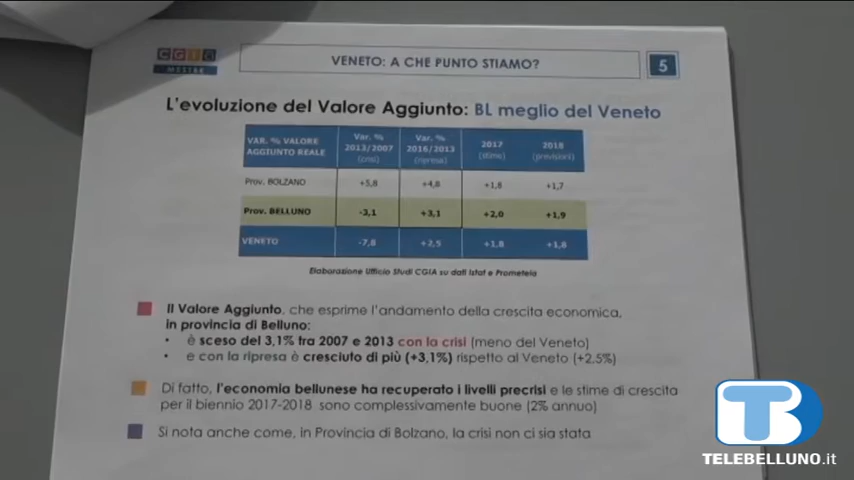 CGIA
MESTRE
VENETO: A CHE PUNTO STIAMO?
5
L'evoluzione del Valore Aggiunto: BL meglio del Veneto
VAR. % VALORE AGGIUNTO REALE Var. % 2013/2007 (crisi) Var. % 2016/2013 (ripresa) 2017 (stime) 2018 (previsioni)
Prov. BOLZANO +5,8 +4,8 +1,8 +1,7
Prov. BELLUNO -3,1 +3,1 +2,0 +1,9
VENETO -7,8 +2,5 +1,8 +1,8
Elaborazione Ufficio Studi CGIA su dati Istat e Prometeia
Il Valore Aggiunto, che esprime l'andamento della crescita economica,
in provincia di Belluno:
• è sceso del 3,1% fra 2007 e 2013 con la crisi (meno del Veneto)
• e con la ripresa è cresciuto di più (+3,1%) rispetto al Veneto (+2,5%)
Di fatto, l'economia bellunese ha recuperato i livelli precrisi e le stime di crescita
per il biennio 2017-2018 sono complessivamente buone (2% annuo)
Si nota anche come, in Provincia di Bolzano, la crisi non ci sia stata
TB
TELEBELLUNO.it